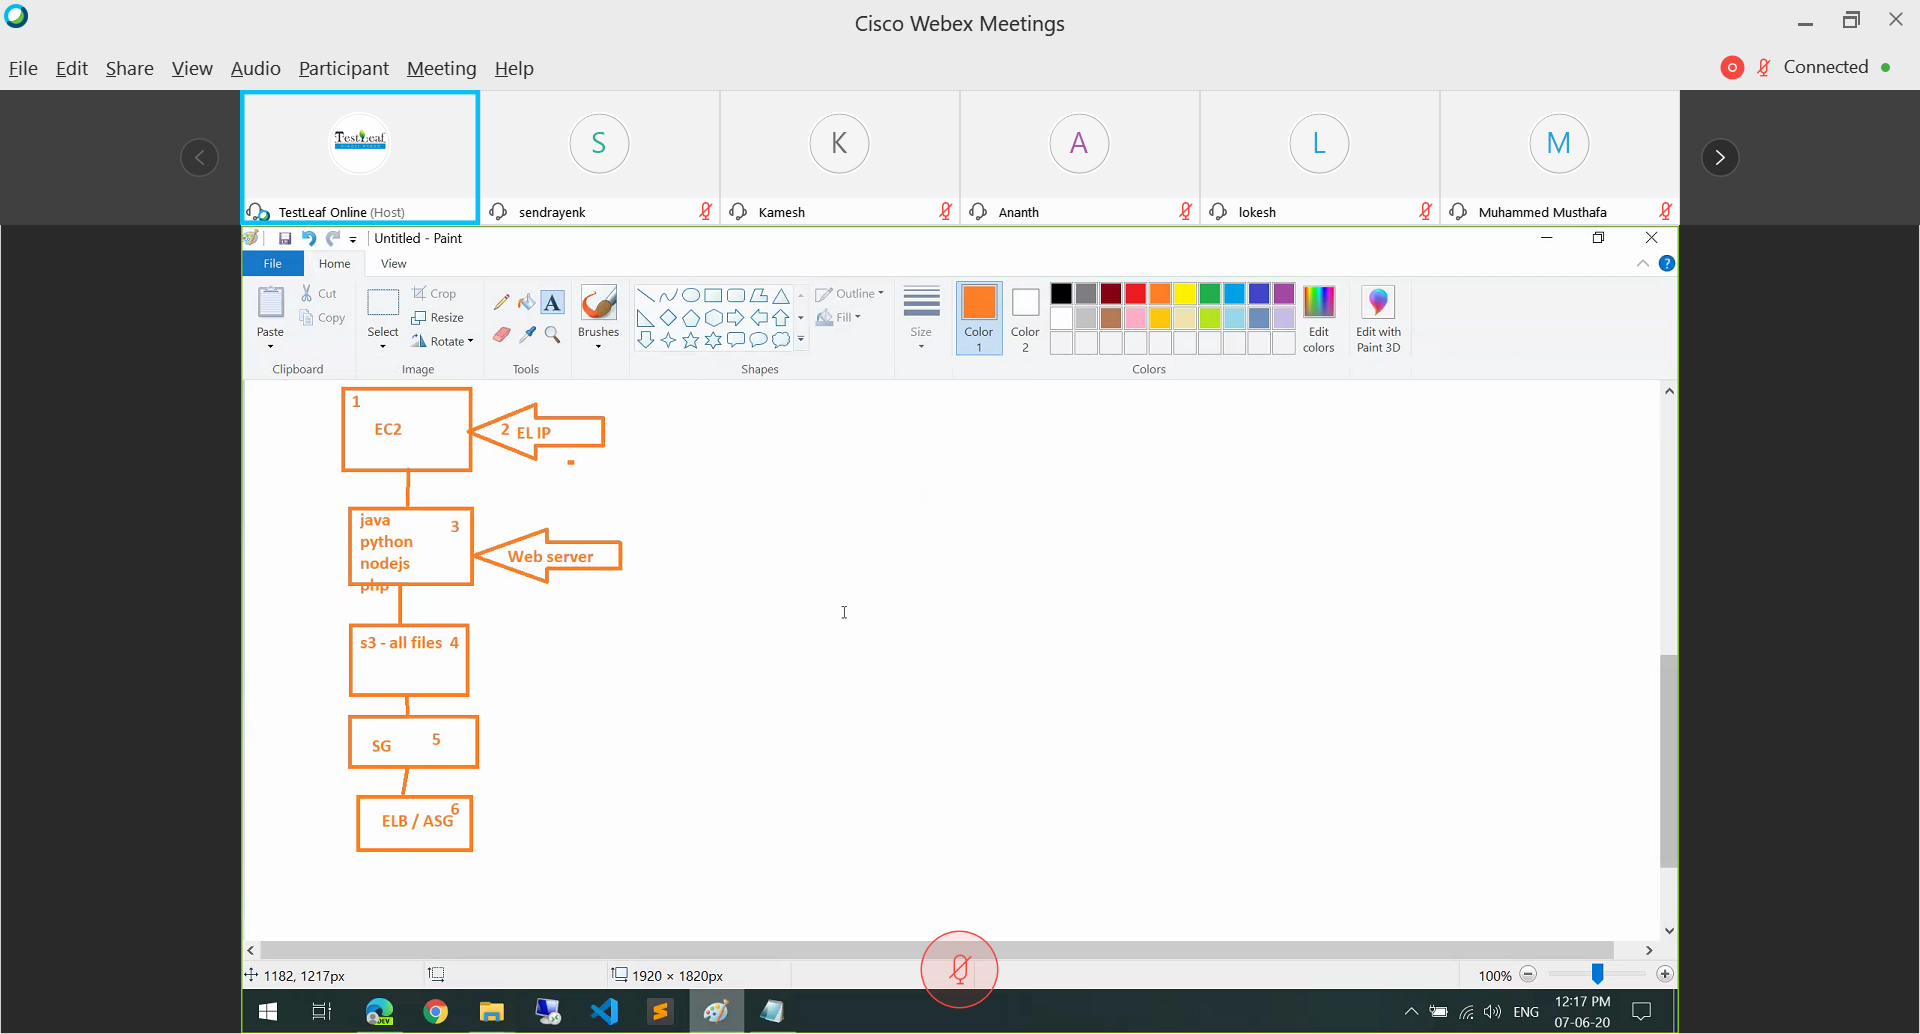 Cisco Webex Meetings
File Edit Share View Audio Participant Meeting Help
Connected
TestLeaf
S
K
A
L
M
TestLeaf Online (Host)
sendrayenk
Kamesh
Ananth
lokesh
Muhammed Musthafa
Untitled - Paint
File Home View
Paste
Cut
Copy
Clipboard
Select
Crop
Resize
Rotate
Image
A
Tools
Brushes
Shapes
Outline
Fill
Size
Color 1
Color 2
Edit colors
Edit with Paint 3D
Colors
1
EC2
2 EL IP
java 3
python
nodejs
php
Web server
s3 - all files 4
SG 5
6
ELB / ASG
1182, 1217px
1920 × 1820px
100%
DEV
ENG
12:17 PM
07-06-20